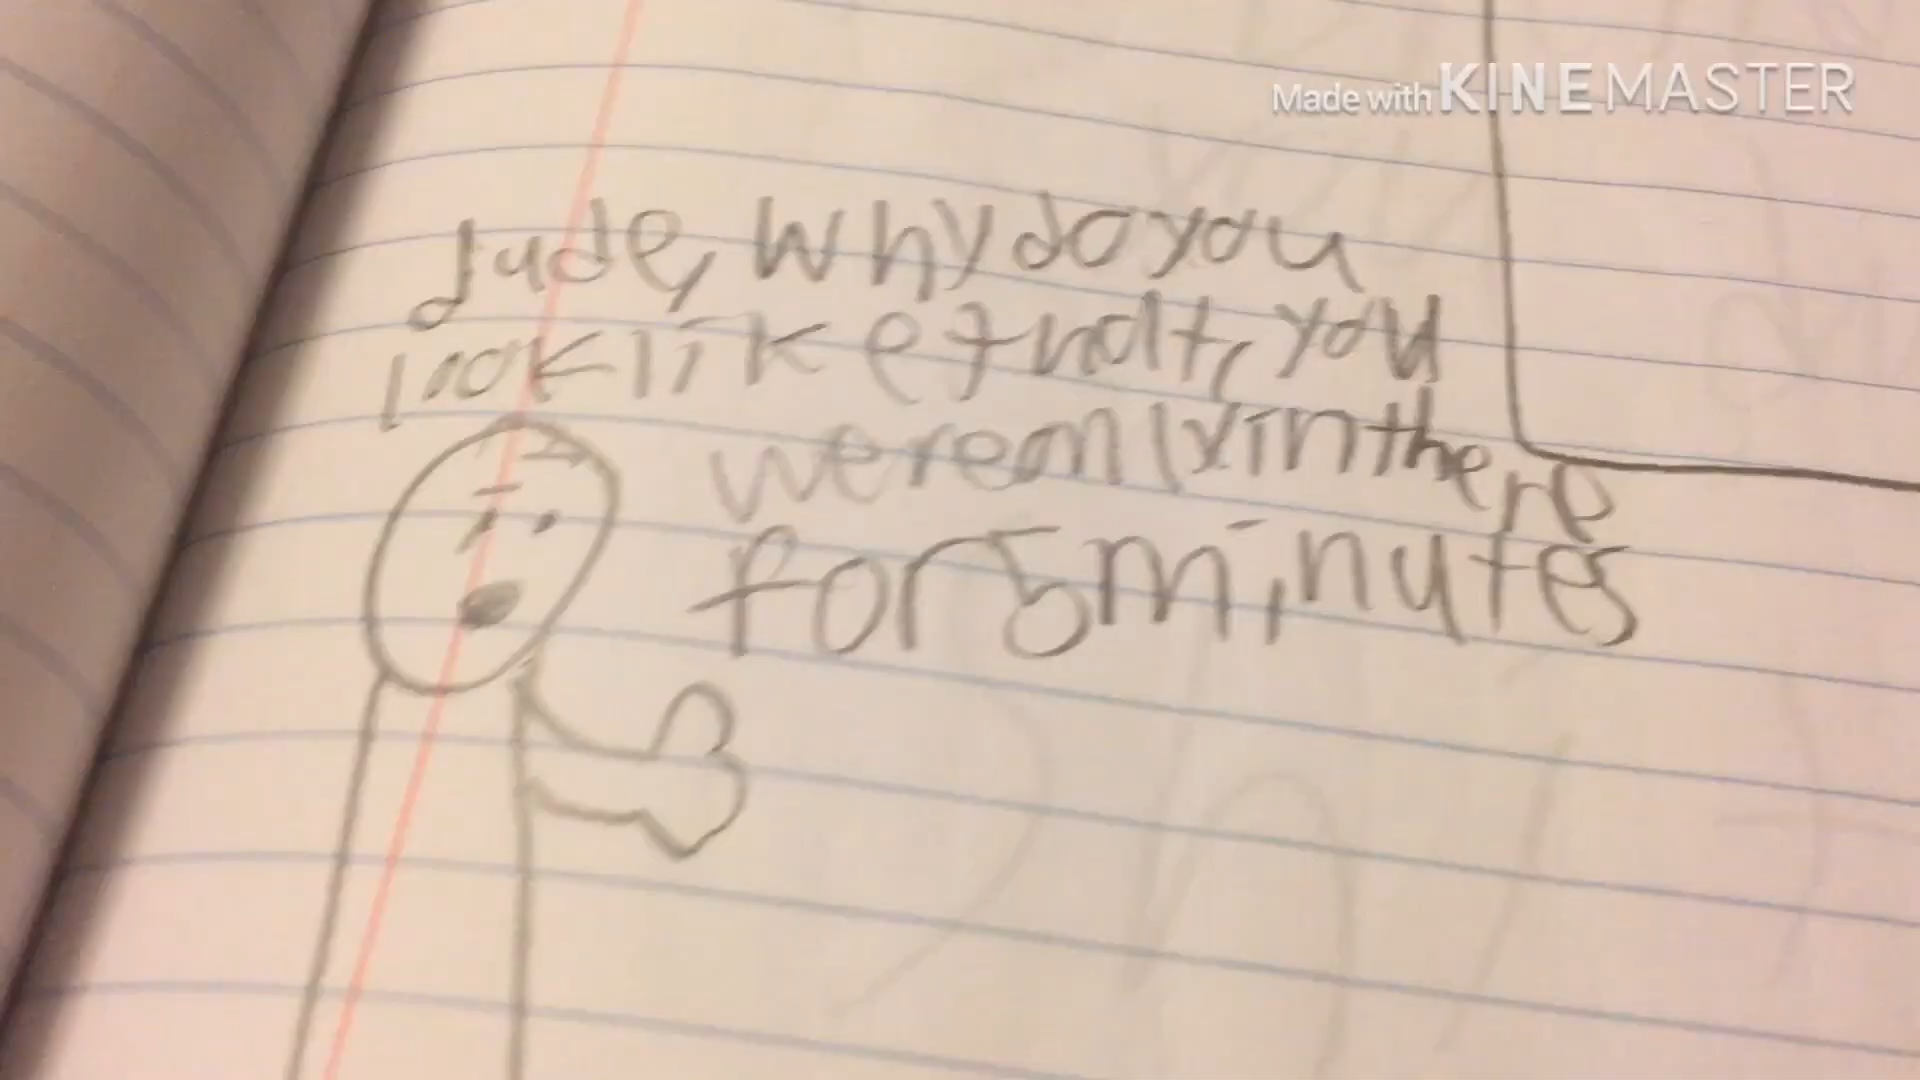 Made with KINEMASTER
dude, why do you
look like that, you
were only in there
for 5 minutes